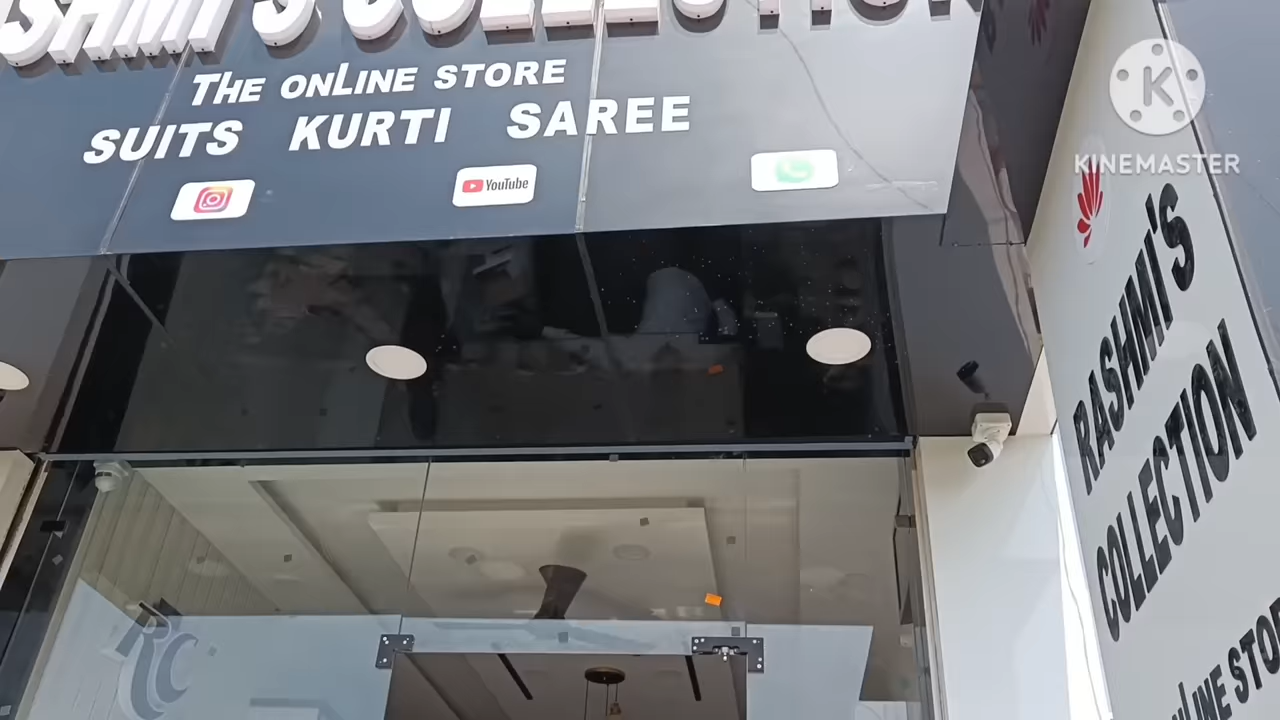 THE ONLINE STORE
SUITS KURTI SAREE
YouTube
KINEMASTER
RASHMI'S
COLLECTION
RC